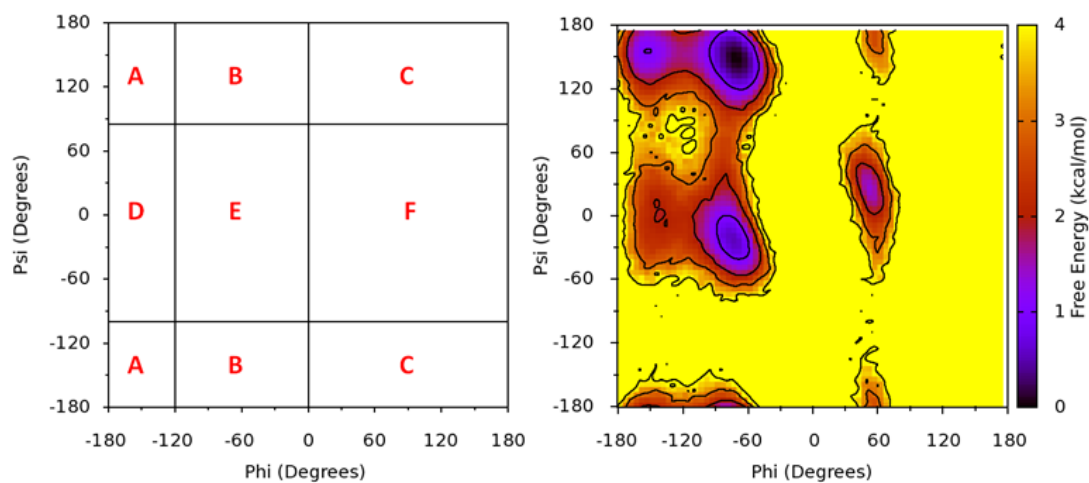 180
120
60
0
-60
-120
-180
Psi (Degrees)
A B C
D E F
A B C
-180 -120 -60 0 60 120 180
Phi (Degrees)
180
120
60
0
-60
-120
-180
Psi (Degrees)
-180 -120 -60 0 60 120 180
Phi (Degrees)
4
3
2
1
0
Free Energy (kcal/mol)